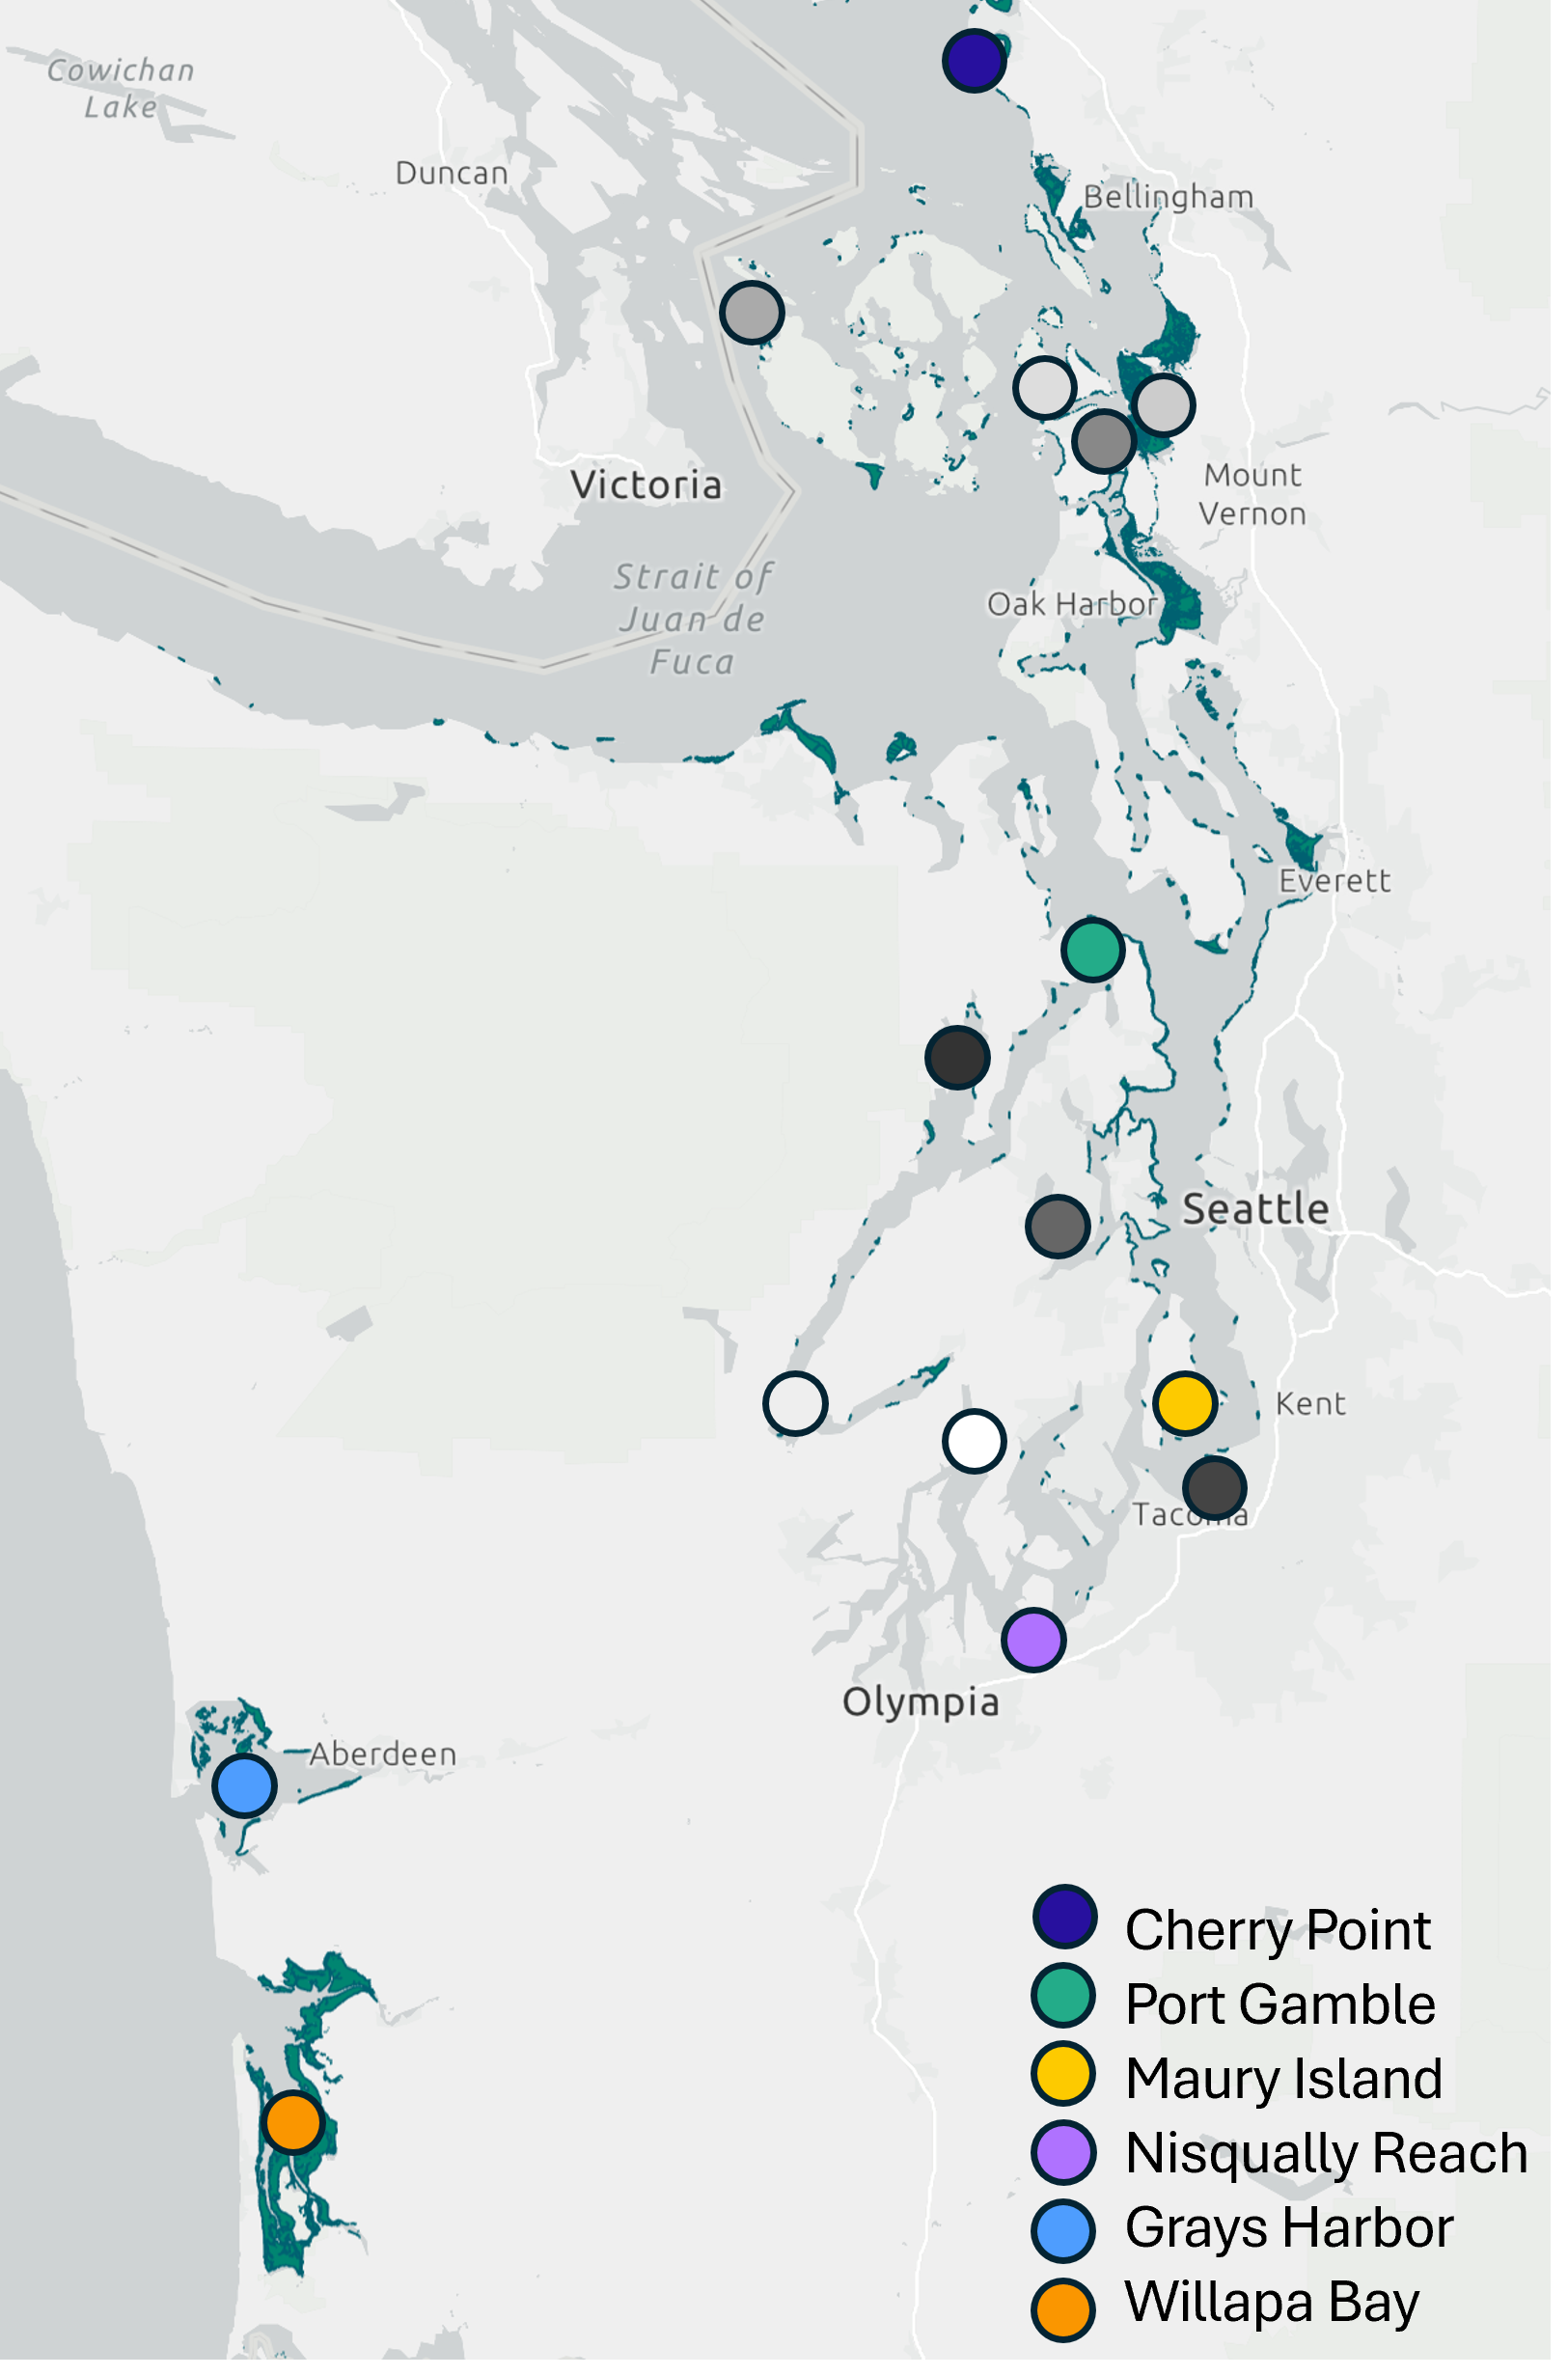 Cowichan
Lake
Duncan
Bellingham
Victoria
Mount
Vernon
Strait of
Juan de
Fuca
Oak Harbor
Everett
Seattle
Kent
Tacoma
Olympia
Aberdeen
Cherry Point
Port Gamble
Maury Island
Nisqually Reach
Grays Harbor
Willapa Bay